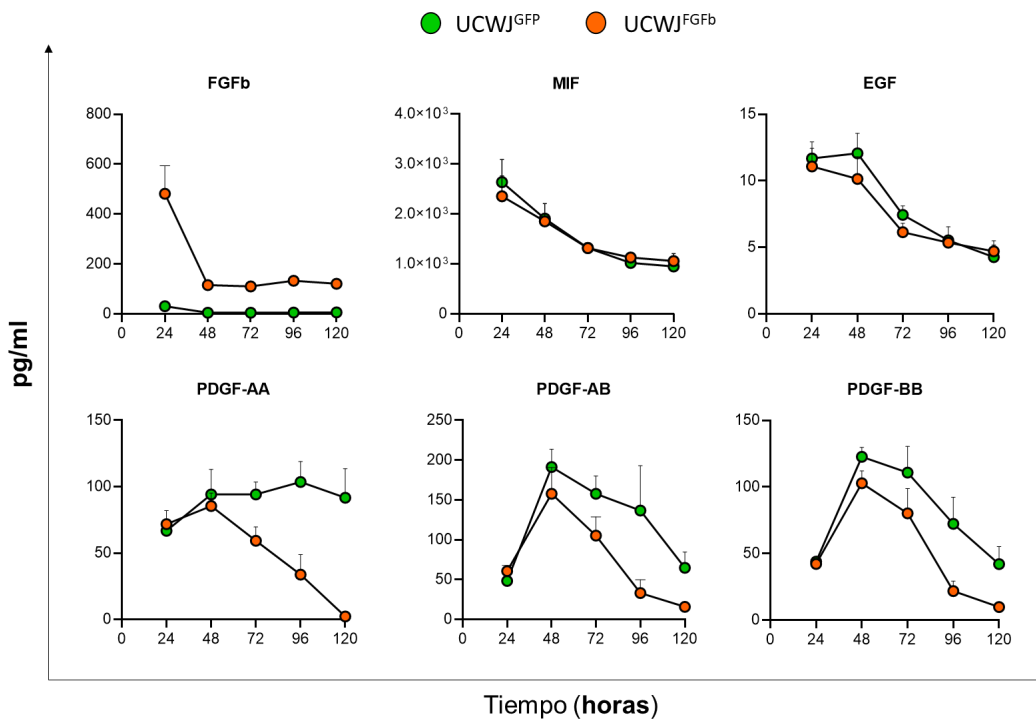 UCWJ^GFP UCWJ^FGFb
FGFb MIF EGF
800
600
400
200
0
0 24 48 72 96 120
4.0×10³
3.0×10³
2.0×10³
1.0×10³
0
0 24 48 72 96 120
15
10
5
0
0 24 48 72 96 120
pg/ml
PDGF-AA PDGF-AB PDGF-BB
150
100
50
0
0 24 48 72 96 120
250
200
150
100
50
0
0 24 48 72 96 120
150
100
50
0
0 24 48 72 96 120
Tiempo (horas)